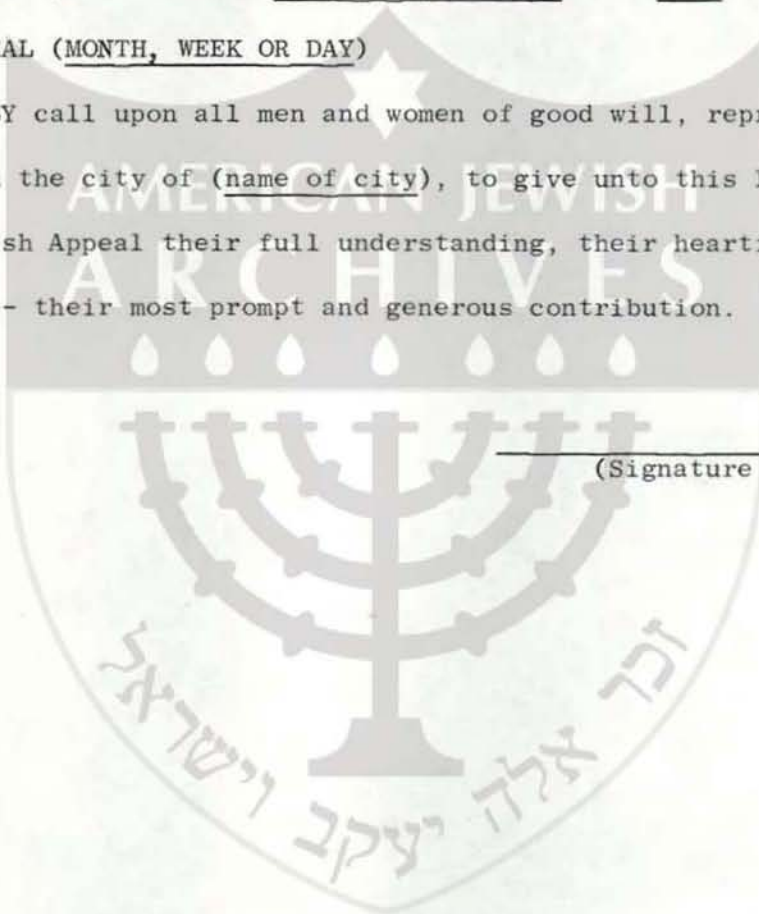 AL (MONTH, WEEK OR DAY)
Y call upon all men and women of good will, repr
the city of (name of city), to give unto this
AMERICAN JEWISH
sh Appeal their full understanding, their heart
ARCHIVES
- their most prompt and generous contribution.
(Signature
זכר אלה יעקב וישראל